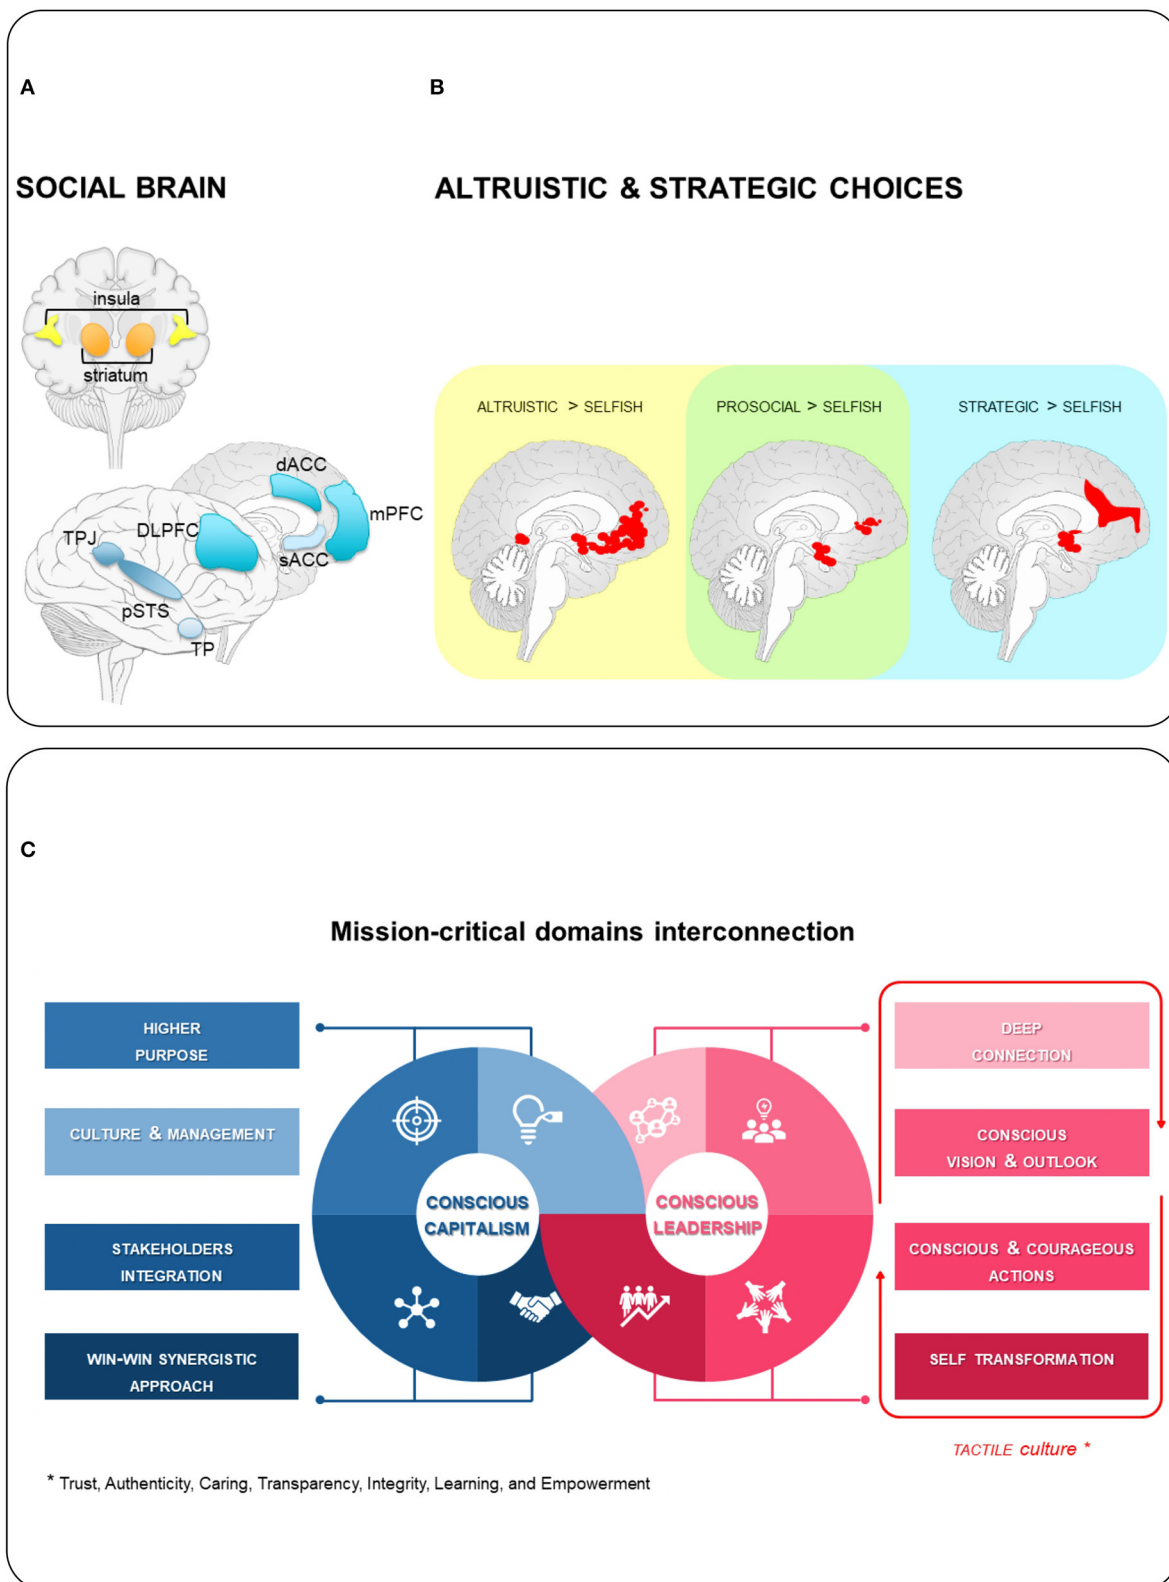 A
B
SOCIAL BRAIN
ALTRUISTIC & STRATEGIC CHOICES
insula
striatum
dACC
mPFC
DLPFC
TPJ
sACC
pSTS
TP
ALTRUISTIC > SELFISH
PROSOCIAL > SELFISH
STRATEGIC > SELFISH
C
Mission-critical domains interconnection
HIGHER
PURPOSE
CULTURE & MANAGEMENT
STAKEHOLDERS
INTEGRATION
WIN-WIN SYNERGISTIC
APPROACH
CONSCIOUS
CAPITALISM
CONSCIOUS
LEADERSHIP
DEEP
CONNECTION
CONSCIOUS
VISION & OUTLOOK
CONSCIOUS & COURAGEOUS
ACTIONS
SELF TRANSFORMATION
TACTILE culture *
* Trust, Authenticity, Caring, Transparency, Integrity, Learning, and Empowerment